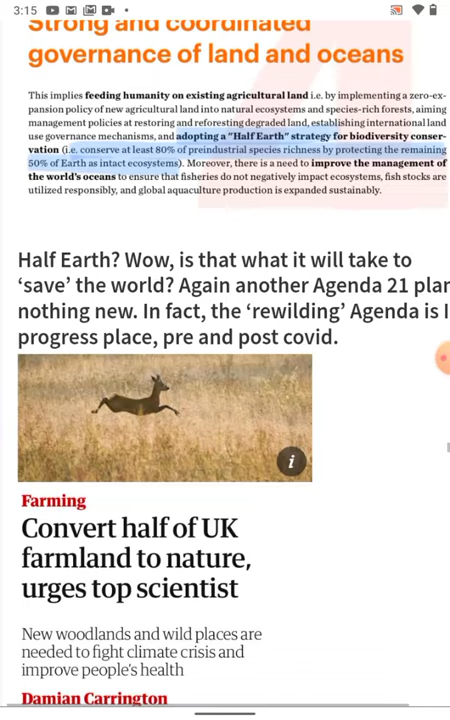 3:15
Strong and coordinated
governance of land and oceans
This implies feeding humanity on existing agricultural land i.e. by implementing a zero-ex-
pansion policy of new agricultural land into natural ecosystems and species-rich forests, aiming
management policies at restoring and reforesting degraded land, establishing international land
use governance mechanisms, and adopting a "Half Earth" strategy for biodiversity conser-
vation (i.e. conserve at least 80% of preindustrial species richness by protecting the remaining
50% of Earth as intact ecosystems). Moreover, there is a need to improve the management of
the world's oceans to ensure that fisheries do not negatively impact ecosystems, fish stocks are
utilized responsibly, and global aquaculture production is expanded sustainably.
Half Earth? Wow, is that what it will take to
‘save’ the world? Again another Agenda 21 plan
nothing new. In fact, the ‘rewilding’ Agenda is I
progress place, pre and post covid.
i
Farming
Convert half of UK
farmland to nature,
urges top scientist
New woodlands and wild places are
needed to fight climate crisis and
improve people's health
Damian Carrington